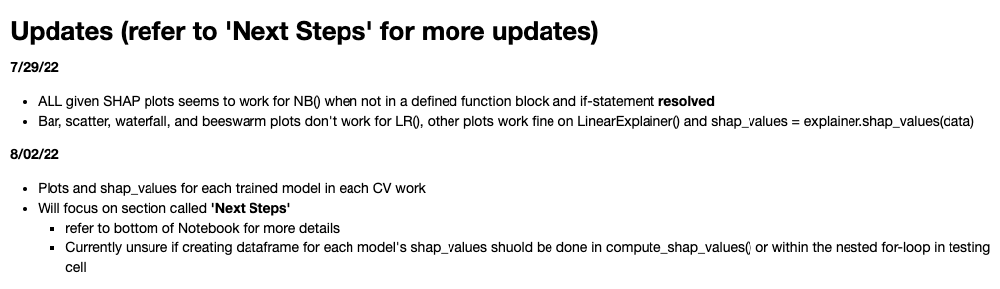 Updates (refer to 'Next Steps' for more updates)
7/29/22
• ALL given SHAP plots seems to work for NB() when not in a defined function block and if-statement resolved
• Bar, scatter, waterfall, and beeswarm plots don't work for LR(), other plots work fine on LinearExplainer() and shap_values = explainer.shap_values(data)
8/02/22
• Plots and shap_values for each trained model in each CV work
• Will focus on section called 'Next Steps'
▪ refer to bottom of Notebook for more details
▪ Currently unsure if creating dataframe for each model's shap_values shuold be done in compute_shap_values() or within the nested for-loop in testing
cell